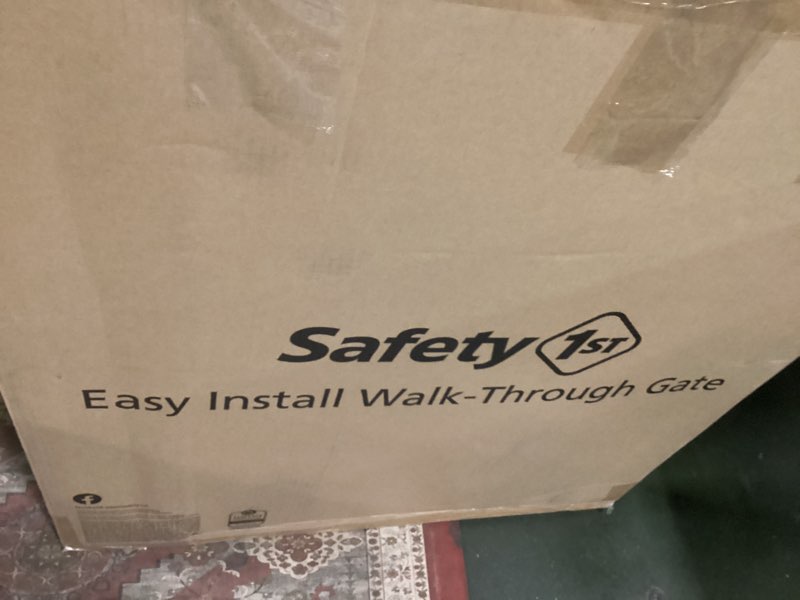 Safety 1ST
Easy Install Walk-Through Gate